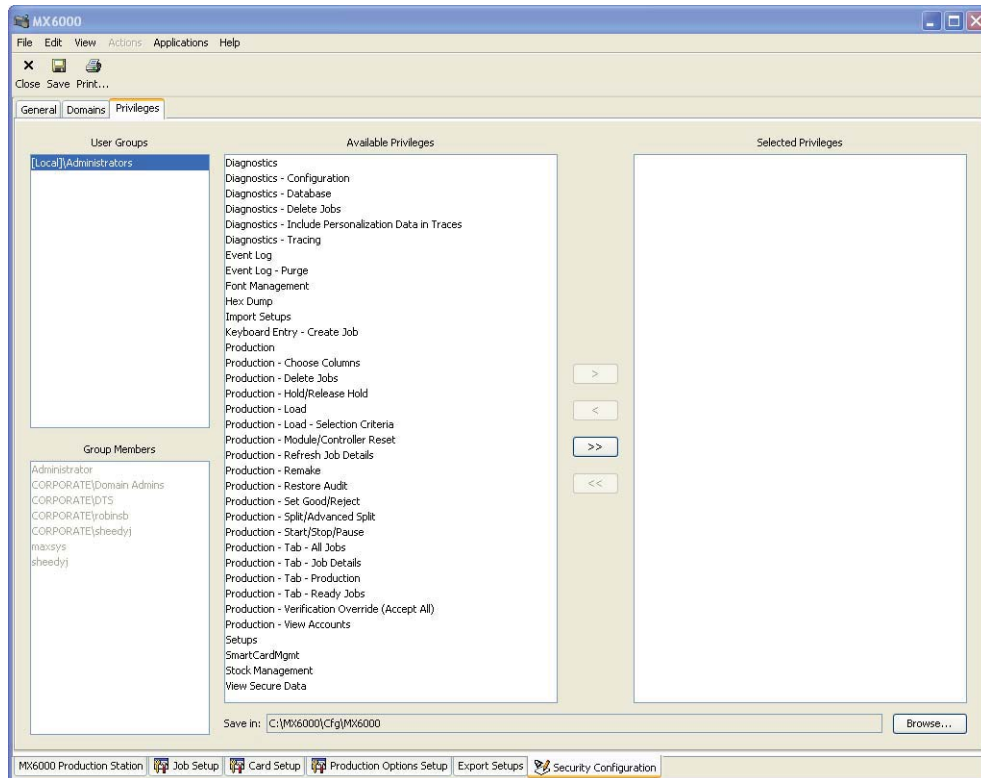 MX6000
File Edit View Actions Applications Help
Close Save Print...
General Domains Privileges
User Groups
[Local]\Administrators
Group Members
Administrator
CORPORATE\Domain Admins
CORPORATE\DTS
CORPORATE\robinsb
CORPORATE\sheedyj
maxsys
sheedyj
Available Privileges
Diagnostics
Diagnostics - Configuration
Diagnostics - Database
Diagnostics - Delete Jobs
Diagnostics - Include Personalization Data in Traces
Diagnostics - Tracing
Event Log
Event Log - Purge
Font Management
Hex Dump
Import Setups
Keyboard Entry - Create Job
Production
Production - Choose Columns
Production - Delete Jobs
Production - Hold/Release Hold
Production - Load
Production - Load - Selection Criteria
Production - Module/Controller Reset
Production - Refresh Job Details
Production - Remake
Production - Restore Audit
Production - Set Good/Reject
Production - Split/Advanced Split
Production - Start/Stop/Pause
Production - Tab - All Jobs
Production - Tab - Job Details
Production - Tab - Production
Production - Tab - Ready Jobs
Production - Verification Override (Accept All)
Production - View Accounts
Setups
SmartCardMgmt
Stock Management
View Secure Data
>
<
>>
<<
Selected Privileges
Save in: C:\MX6000\Cfg\MX6000 Browse...
MX6000 Production Station Job Setup Card Setup Production Options Setup Export Setups Security Configuration